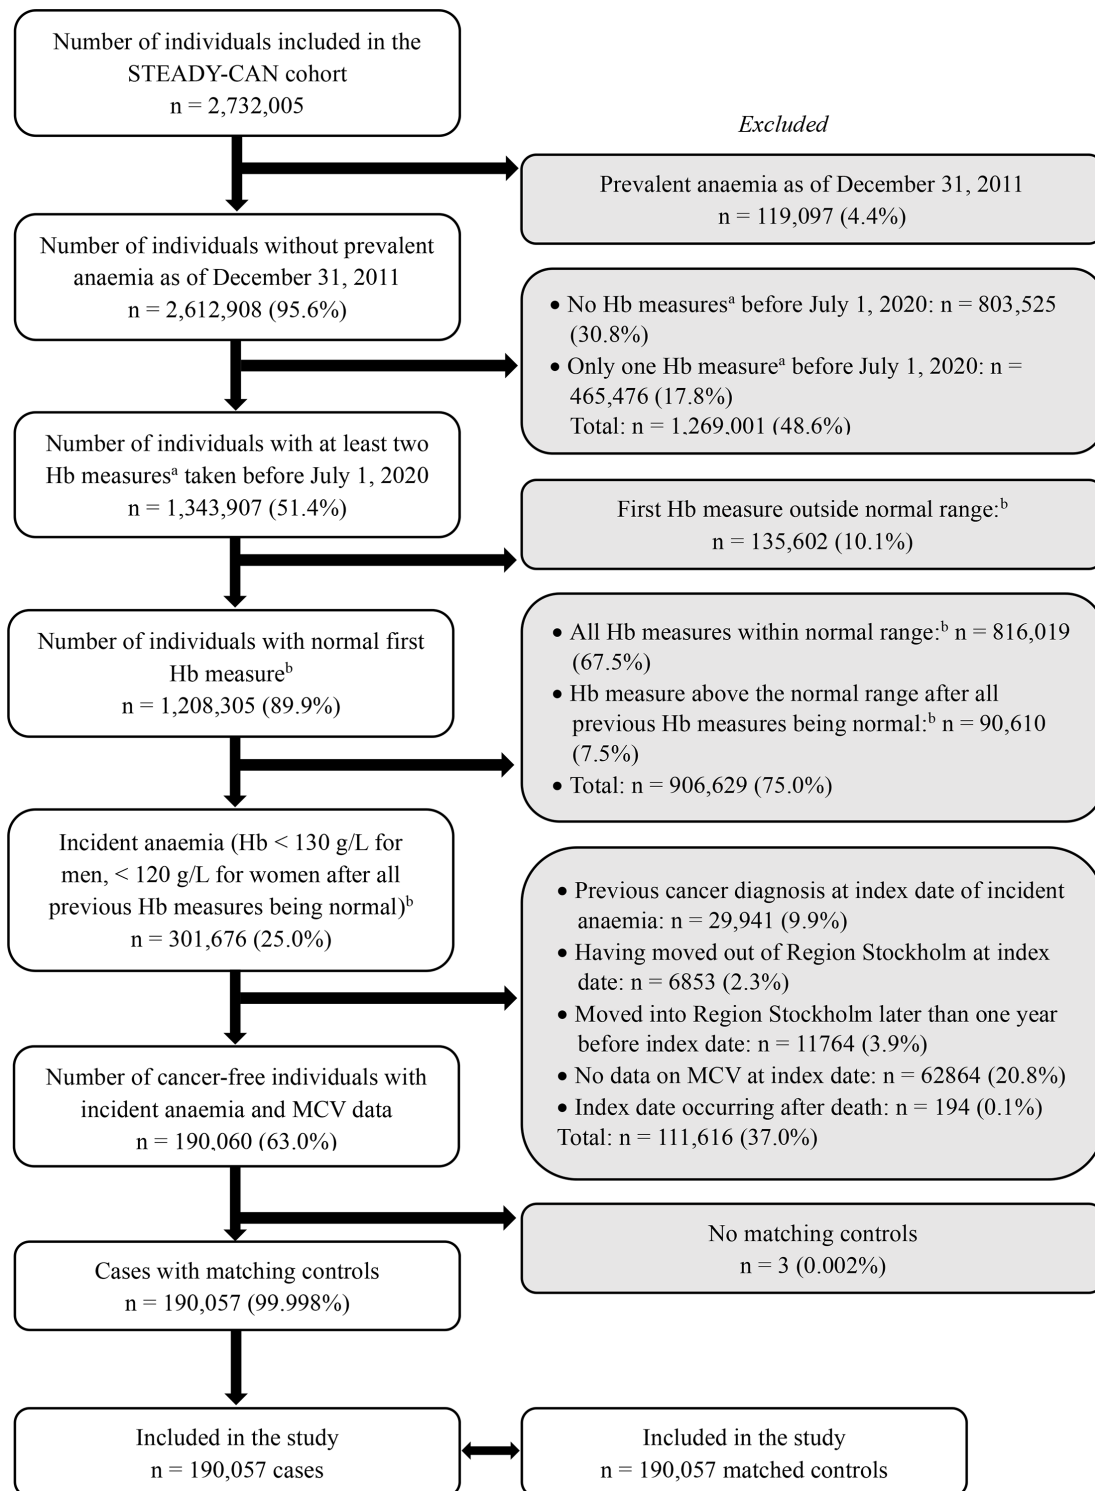 Number of individuals included in the
STEADY-CAN cohort
n = 2,732,005
Excluded
Prevalent anaemia as of December 31, 2011
n = 119,097 (4.4%)
Number of individuals without prevalent
anaemia as of December 31, 2011
n = 2,612,908 (95.6%)
• No Hb measuresᵃ before July 1, 2020: n = 803,525
(30.8%)
• Only one Hb measureᵃ before July 1, 2020: n =
465,476 (17.8%)
Total: n = 1,269,001 (48.6%)
Number of individuals with at least two
Hb measuresᵃ taken before July 1, 2020
n = 1,343,907 (51.4%)
First Hb measure outside normal range:ᵇ
n = 135,602 (10.1%)
Number of individuals with normal first
Hb measureᵇ
n = 1,208,305 (89.9%)
• All Hb measures within normal range:ᵇ n = 816,019
(67.5%)
• Hb measure above the normal range after all
previous Hb measures being normal:ᵇ n = 90,610
(7.5%)
• Total: n = 906,629 (75.0%)
Incident anaemia (Hb < 130 g/L for
men, < 120 g/L for women after all
previous Hb measures being normal)ᵇ
n = 301,676 (25.0%)
• Previous cancer diagnosis at index date of incident
anaemia: n = 29,941 (9.9%)
• Having moved out of Region Stockholm at index
date: n = 6853 (2.3%)
• Moved into Region Stockholm later than one year
before index date: n = 11764 (3.9%)
• No data on MCV at index date: n = 62864 (20.8%)
• Index date occurring after death: n = 194 (0.1%)
Total: n = 111,616 (37.0%)
Number of cancer-free individuals with
incident anaemia and MCV data
n = 190,060 (63.0%)
No matching controls
n = 3 (0.002%)
Cases with matching controls
n = 190,057 (99.998%)
Included in the study
n = 190,057 cases
Included in the study
n = 190,057 matched controls